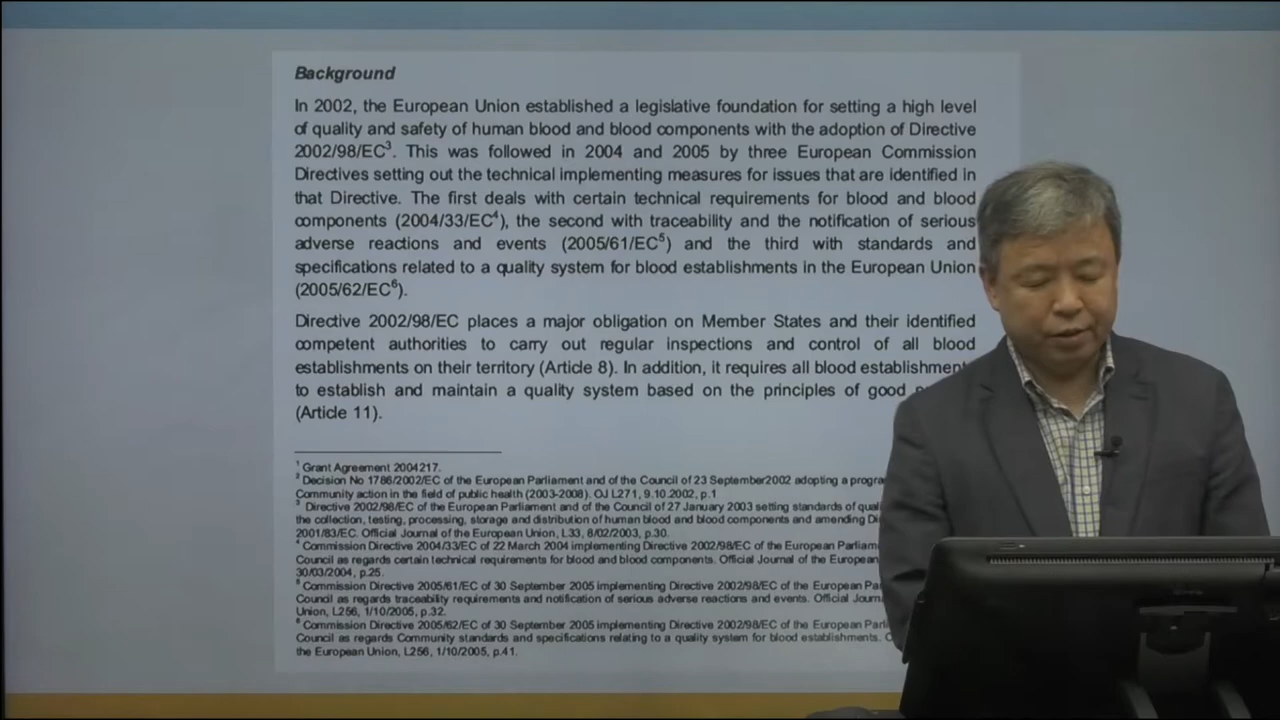 Background
In 2002, the European Union established a legislative foundation for setting a high level
of quality and safety of human blood and blood components with the adoption of Directive
2002/98/EC³. This was followed in 2004 and 2005 by three European Commission
Directives setting out the technical implementing measures for issues that are identified in
that Directive. The first deals with certain technical requirements for blood and blood
components (2004/33/EC⁴), the second with traceability and the notification of serious
adverse reactions and events (2005/61/EC⁵) and the third with standards and
specifications related to a quality system for blood establishments in the European Union
(2005/62/EC⁶).
Directive 2002/98/EC places a major obligation on Member States and their identified
competent authorities to carry out regular inspections and control of all blood
establishments on their territory (Article 8). In addition, it requires all blood establishment
to establish and maintain a quality system based on the principles of good
(Article 11).
¹ Grant Agreement 2004217.
² Decision No 1786/2002/EC of the European Parliament and of the Council of 23 September2002 adopting a progra
Community action in the field of public health (2003-2008). OJ L271, 9.10.2002, p.1
³ Directive 2002/98/EC of the European Parliament and of the Council of 27 January 2003 setting standards of quali
the collection, testing, processing, storage and distribution of human blood and blood components and amending Di
2001/83/EC. Official Journal of the European Union, L33, 8/02/2003, p.30.
⁴ Commission Directive 2004/33/EC of 22 March 2004 implementing Directive 2002/98/EC of the European Parliam
Council as regards certain technical requirements for blood and blood components. Official Journal of the European
30/03/2004, p.25.
⁵ Commission Directive 2005/61/EC of 30 September 2005 implementing Directive 2002/98/EC of the European Pa
Council as regards traceability requirements and notification of serious adverse reactions and events. Official Journ
Union, L256, 1/10/2005, p.32.
⁶ Commission Directive 2005/62/EC of 30 September 2005 implementing Directive 2002/98/EC of the European Parl
Council as regards Community standards and specifications relating to a quality system for blood establishments. O
the European Union, L256, 1/10/2005, p.41.